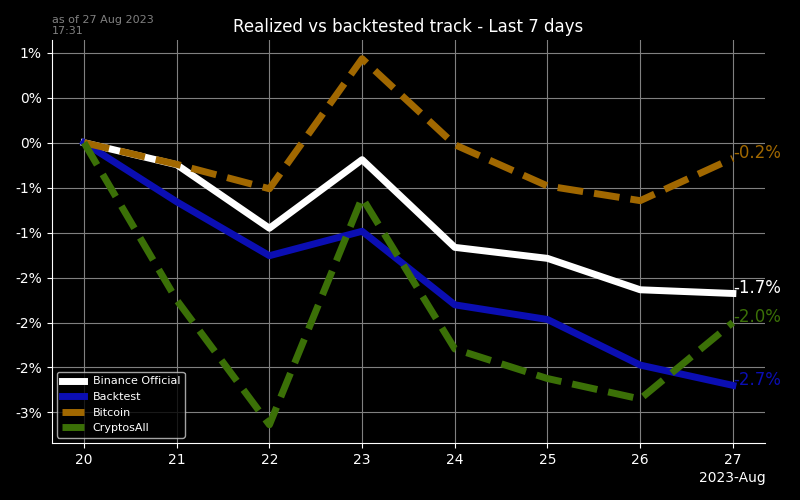 as of 27 Aug 2023
17:31
Realized vs backtested track - Last 7 days
1%
0%
0%
-1%
-1%
-2%
-2%
-2%
-3%
-0.2%
-1.7%
-2.0%
-2.7%
Binance Official
Backtest
Bitcoin
CryptosAll
20 21 22 23 24 25 26 27
2023-Aug